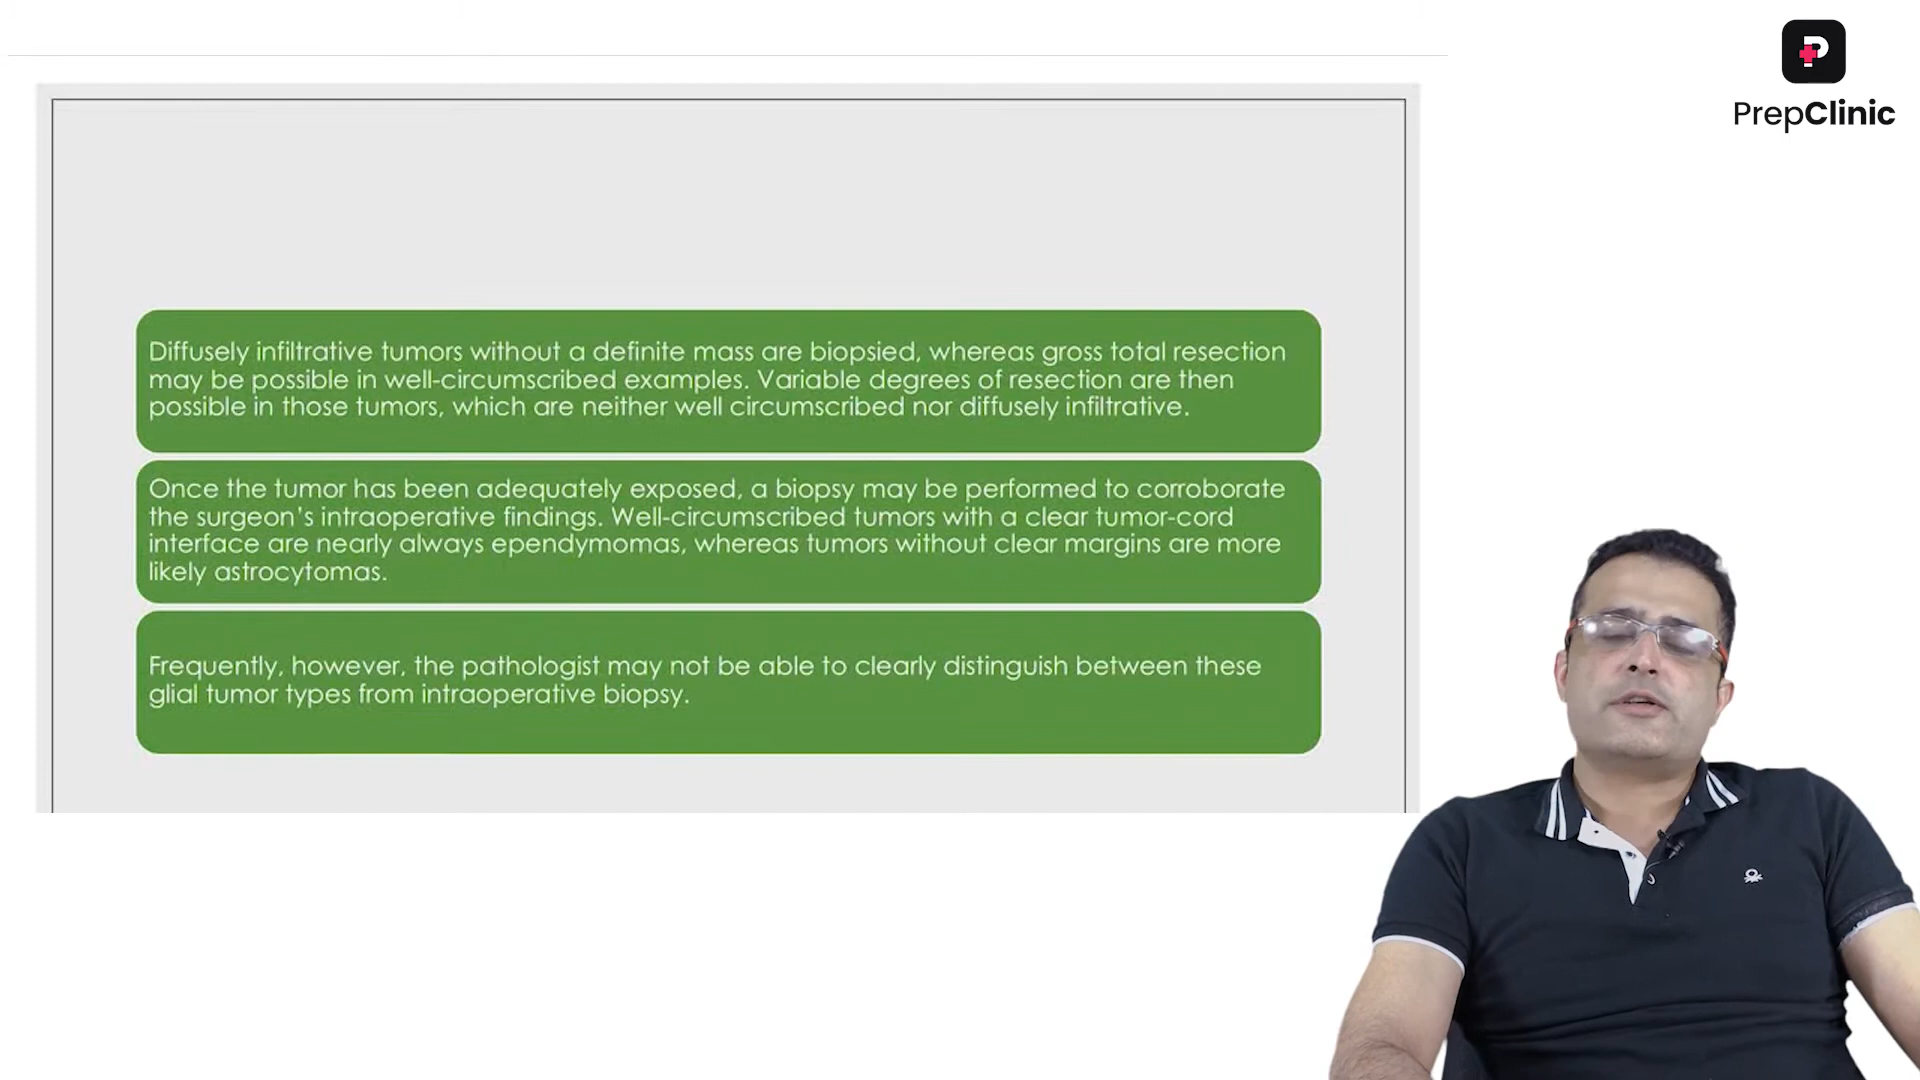 PrepClinic
Diffusely infiltrative tumors without a definite mass are biopsied, whereas gross total resection
may be possible in well-circumscribed examples. Variable degrees of resection are then
possible in those tumors, which are neither well circumscribed nor diffusely infiltrative.
Once the tumor has been adequately exposed, a biopsy may be performed to corroborate
the surgeon’s intraoperative findings. Well-circumscribed tumors with a clear tumor-cord
interface are nearly always ependymomas, whereas tumors without clear margins are more
likely astrocytomas.
Frequently, however, the pathologist may not be able to clearly distinguish between these
glial tumor types from intraoperative biopsy.